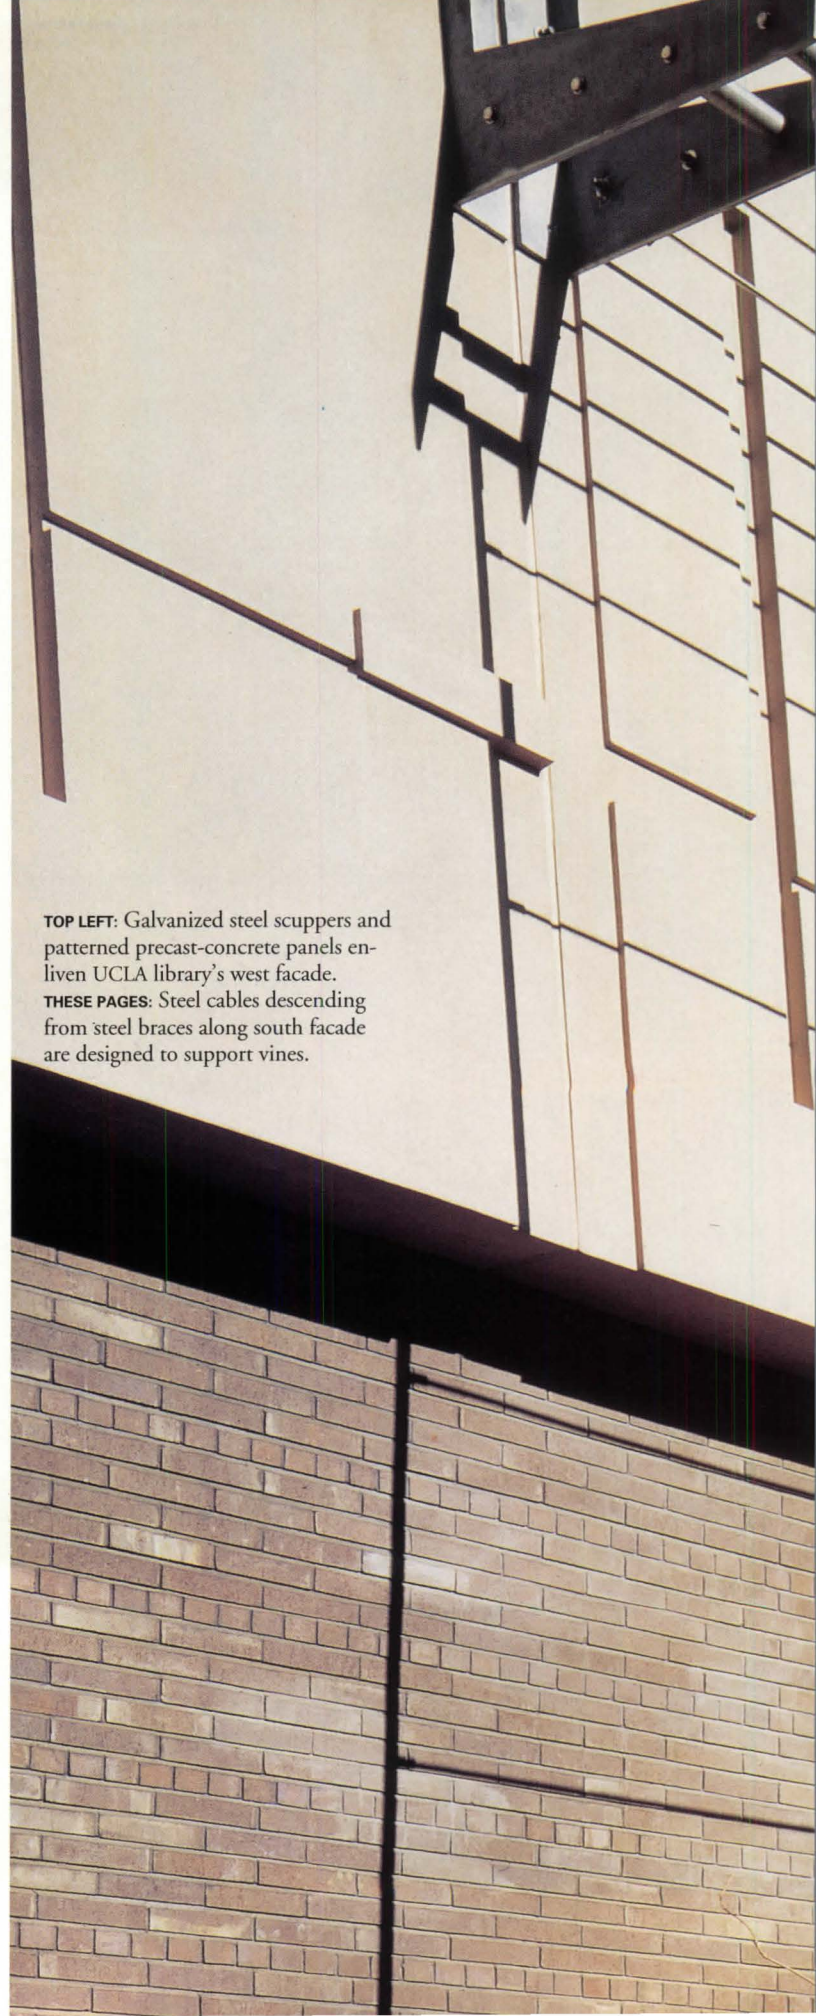 TOP LEFT: Galvanized steel scuppers and
patterned precast-concrete panels en-
liven UCLA library's west facade.
THESE PAGES: Steel cables descending
from steel braces along south facade
are designed to support vines.